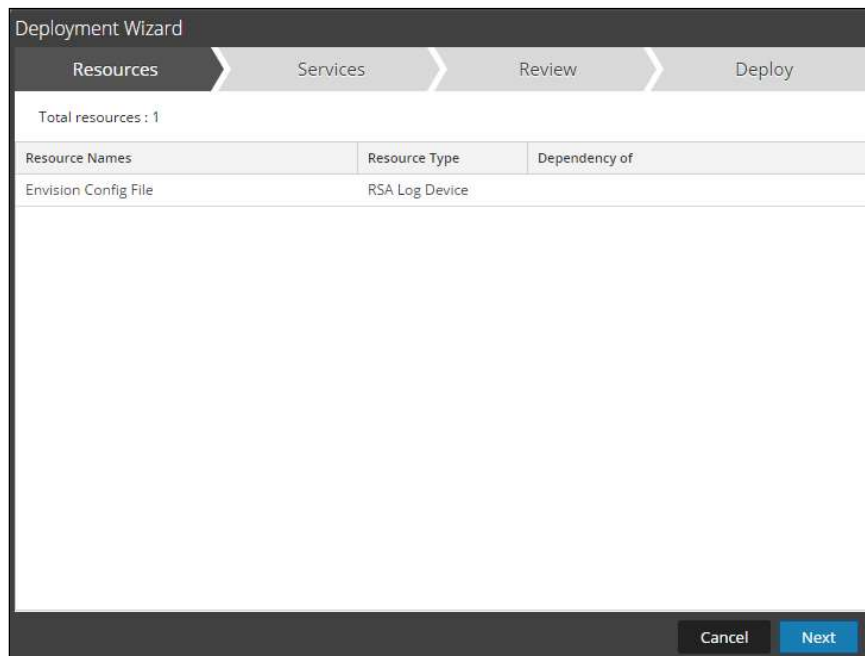 Deployment Wizard
Resources Services Review Deploy
Total resources : 1
Resource Names Resource Type Dependency of
Envision Config File RSA Log Device
Cancel Next